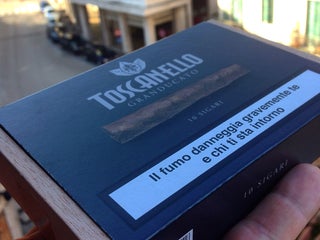 TOSCANELLO
GRANDUCATO
10 SIGARI
Il fumo danneggia gravemente te
e chi ti sta intorno
10 SIGARI